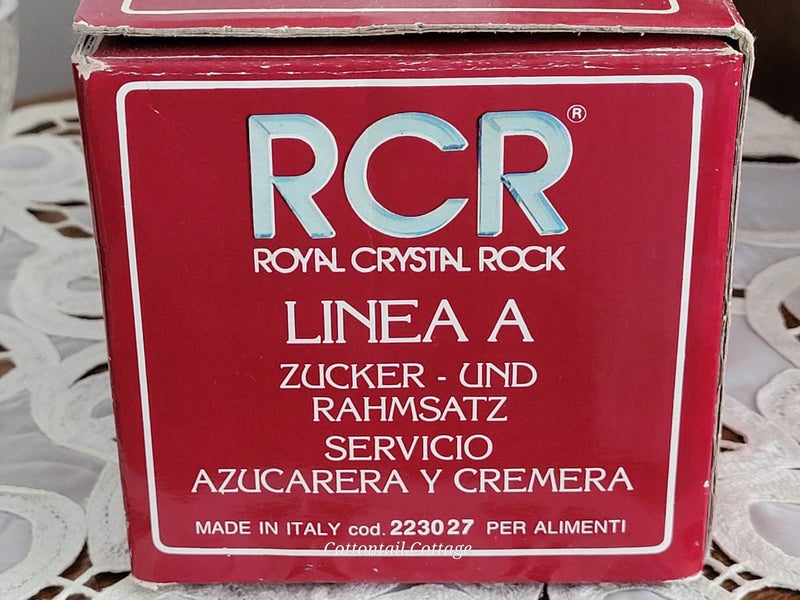 RCR®
ROYAL CRYSTAL ROCK
LINEA A
ZUCKER - UND
RAHMSATZ
SERVICIO
AZUCARERA Y CREMERA
MADE IN ITALY cod. 223027 PER ALIMENTI
Cottontail Cottage